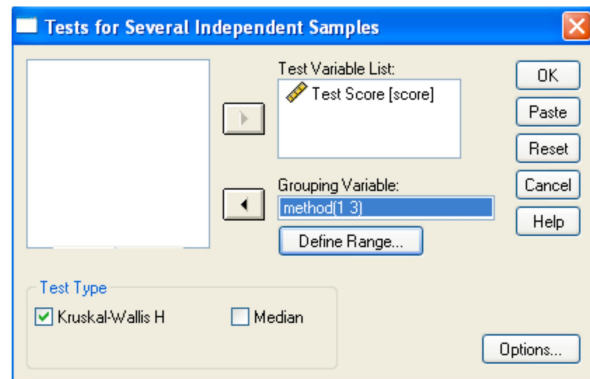 Tests for Several Independent Samples
Test Variable List:
Test Score [score]
Grouping Variable:
method(1 3)
Define Range...
OK
Paste
Reset
Cancel
Help
Test Type
Kruskal-Wallis H
Median
Options...